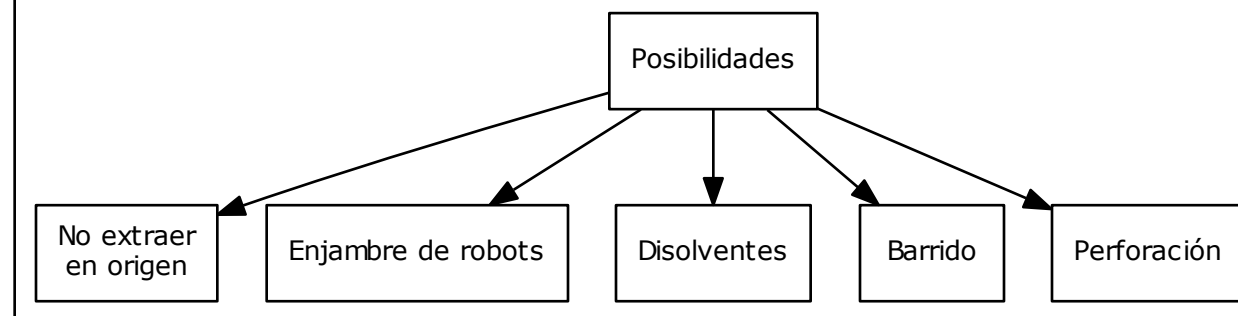 Posibilidades
No extraer
en origen
Enjambre de robots
Disolventes
Barrido
Perforación